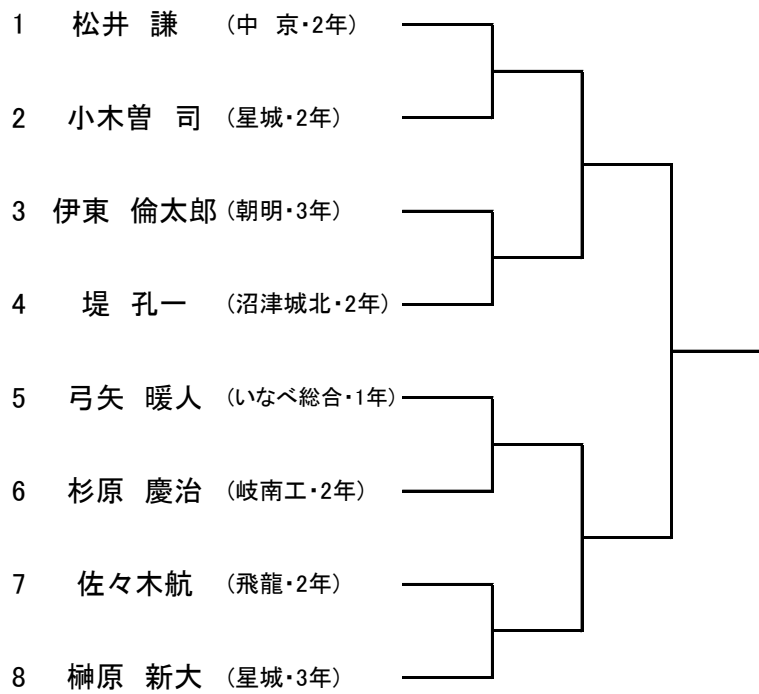 1 松井 謙 (中 京・2年)
2 小木曽 司 (星城・2年)
3 伊東 倫太郎 (朝明・3年)
4 堤 孔一 (沼津城北・2年)
5 弓矢 暖人 (いなべ総合・1年)
6 杉原 慶治 (岐南工・2年)
7 佐々木航 (飛龍・2年)
8 榊原 新大 (星城・3年)